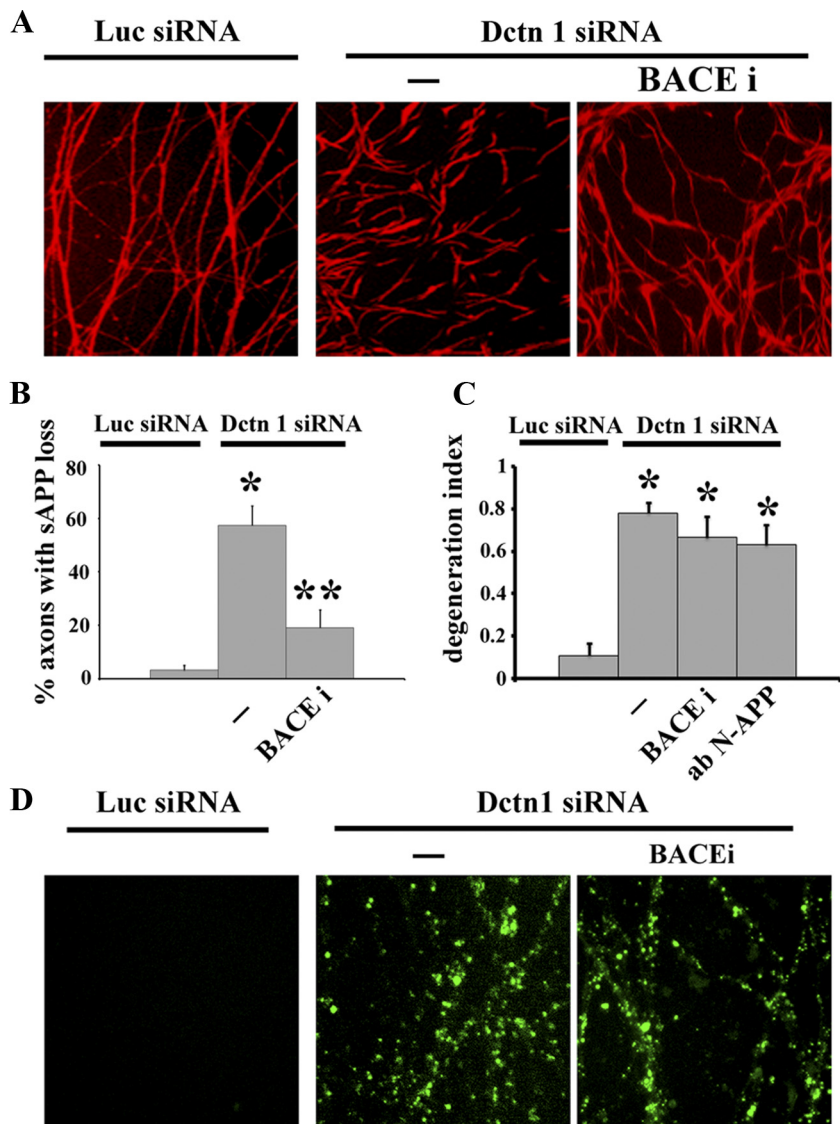 A
Luc siRNA
Dctn 1 siRNA
—
BACE i
B
Luc siRNA
Dctn 1 siRNA
% axons with sAPP loss
80
60
40
20
0
*
**
—
BACE i
C
Luc siRNA
Dctn 1 siRNA
degeneration index
1
0.8
0.6
0.4
0.2
0
*
*
*
—
BACE i
ab N-APP
D
Luc siRNA
Dctn1 siRNA
—
BACEi